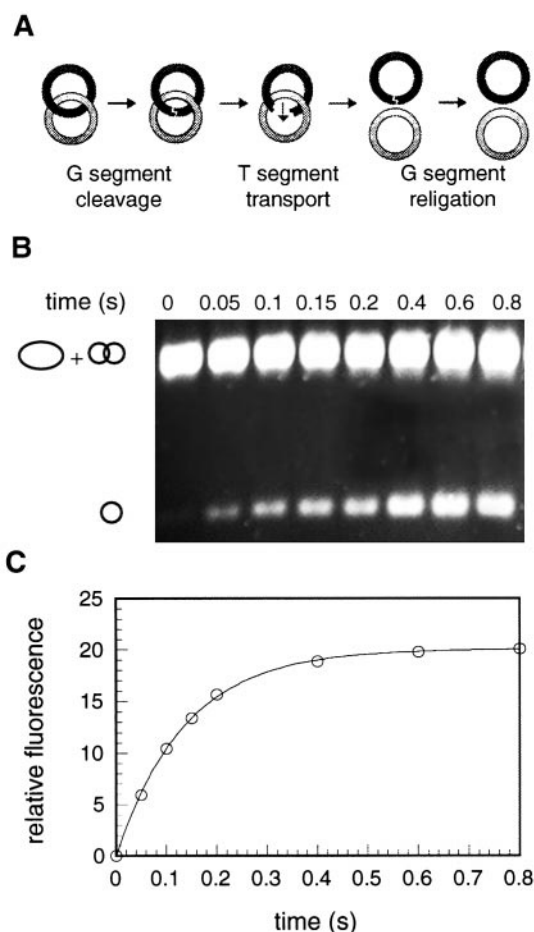 A
G segment T segment G segment
cleavage transport religation
B
time (s) 0 0.05 0.1 0.15 0.2 0.4 0.6 0.8
+
C
25
20
15
10
5
0
relative fluorescence
0 0.1 0.2 0.3 0.4 0.5 0.6 0.7 0.8
time (s)